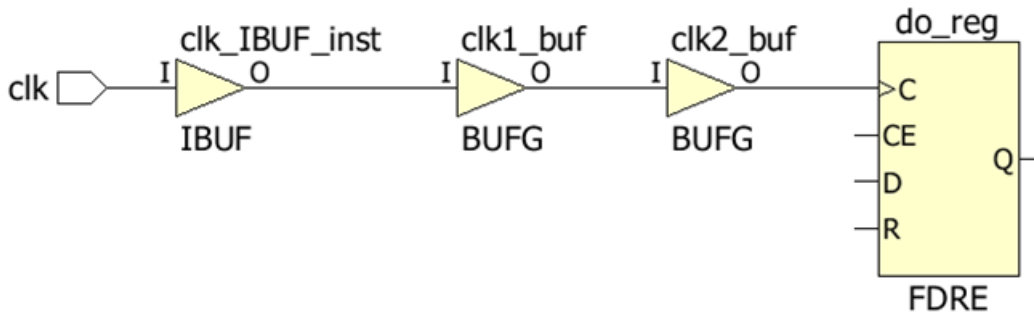 clk
clk_IBUF_inst
I
O
IBUF
clk1_buf
I
O
BUFG
clk2_buf
I
O
BUFG
do_reg
C
CE
D
R
Q
FDRE